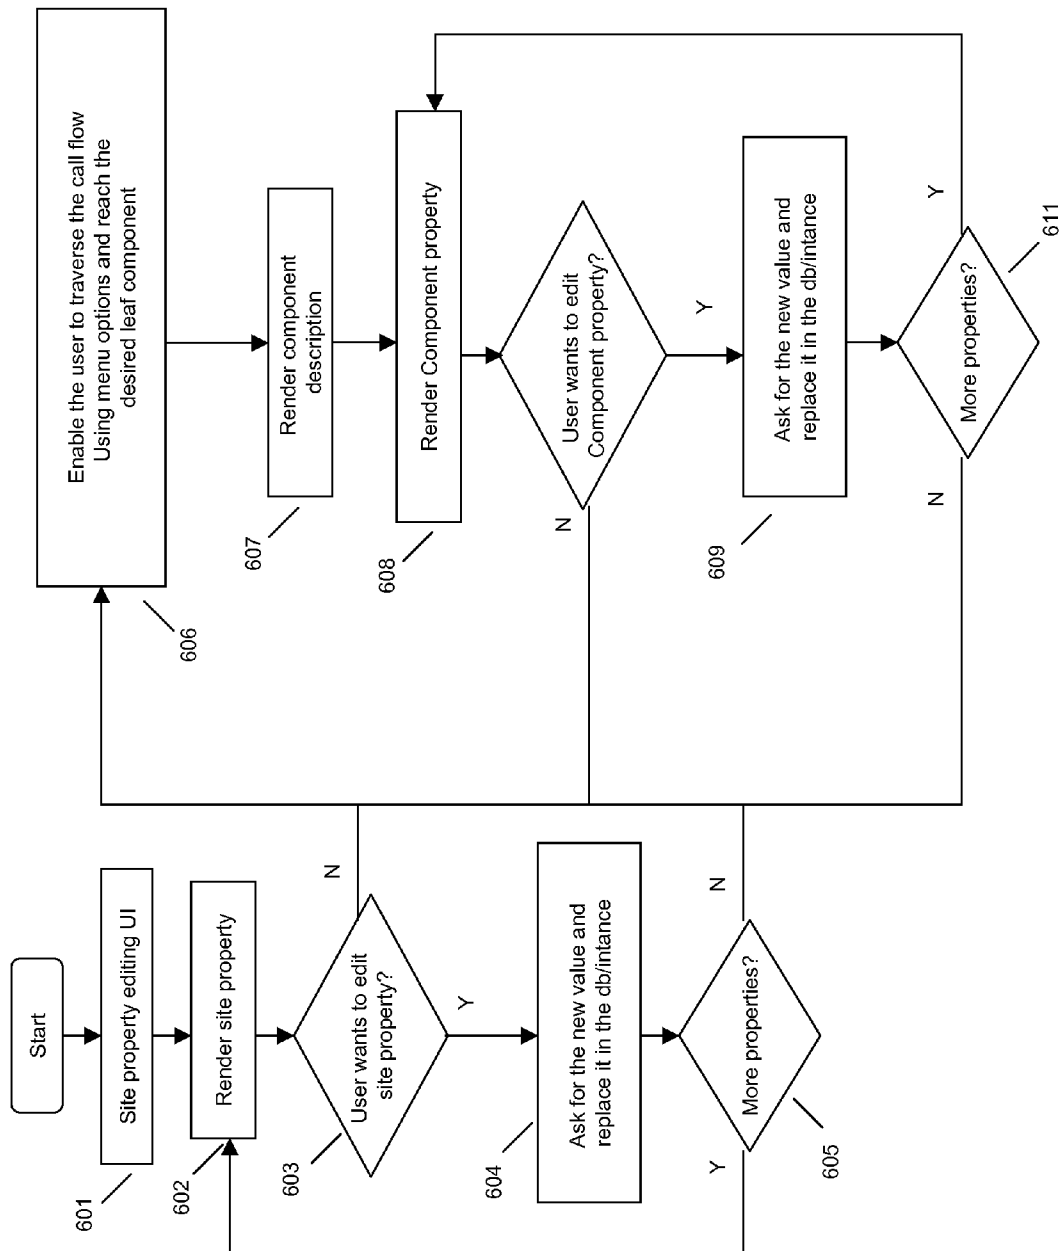 Start
Site property editing UI
601
Render site property
602
User wants to edit
site property?
603
N
Y
Ask for the new value and
replace it in the db/intance
604
More properties?
605
Y
N
Enable the user to traverse the call flow
Using menu options and reach the
desired leaf component
606
Render component
description
607
Render Component property
608
User wants to edit
Component property?
N
Y
Ask for the new value and
replace it in the db/intance
609
More properties?
611
N
Y